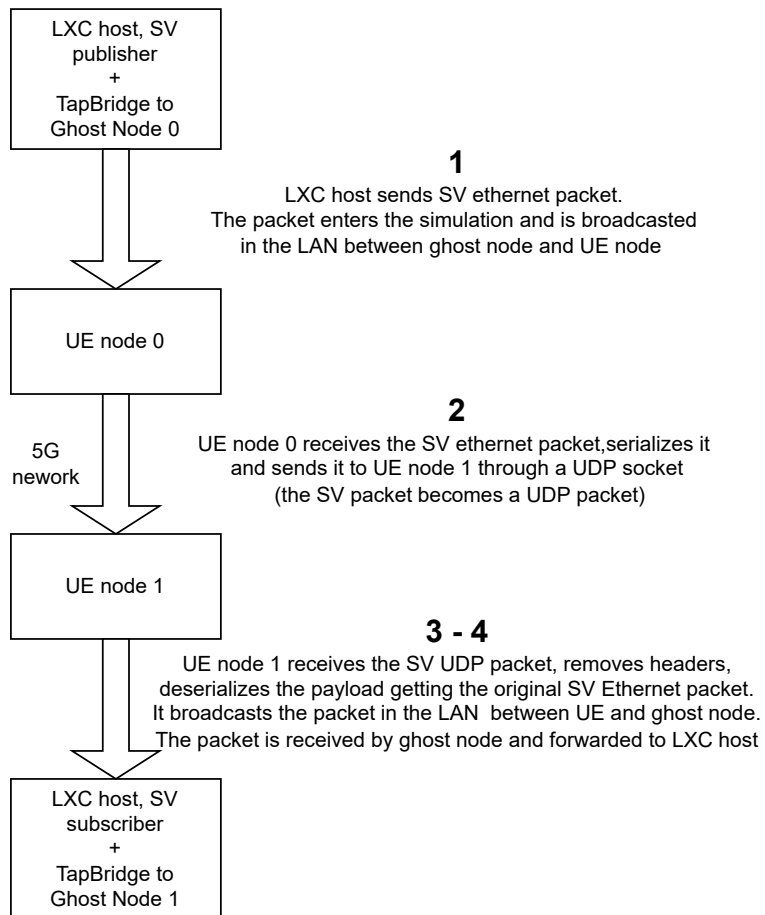 LXC host, SV
publisher
+
TapBridge to
Ghost Node 0
1
LXC host sends SV ethernet packet.
The packet enters the simulation and is broadcasted
in the LAN between ghost node and UE node
UE node 0
2
5G
nework
UE node 0 receives the SV ethernet packet,serializes it
and sends it to UE node 1 through a UDP socket
(the SV packet becomes a UDP packet)
UE node 1
3 - 4
UE node 1 receives the SV UDP packet, removes headers,
deserializes the payload getting the original SV Ethernet packet.
It broadcasts the packet in the LAN between UE and ghost node.
The packet is received by ghost node and forwarded to LXC host
LXC host, SV
subscriber
+
TapBridge to
Ghost Node 1